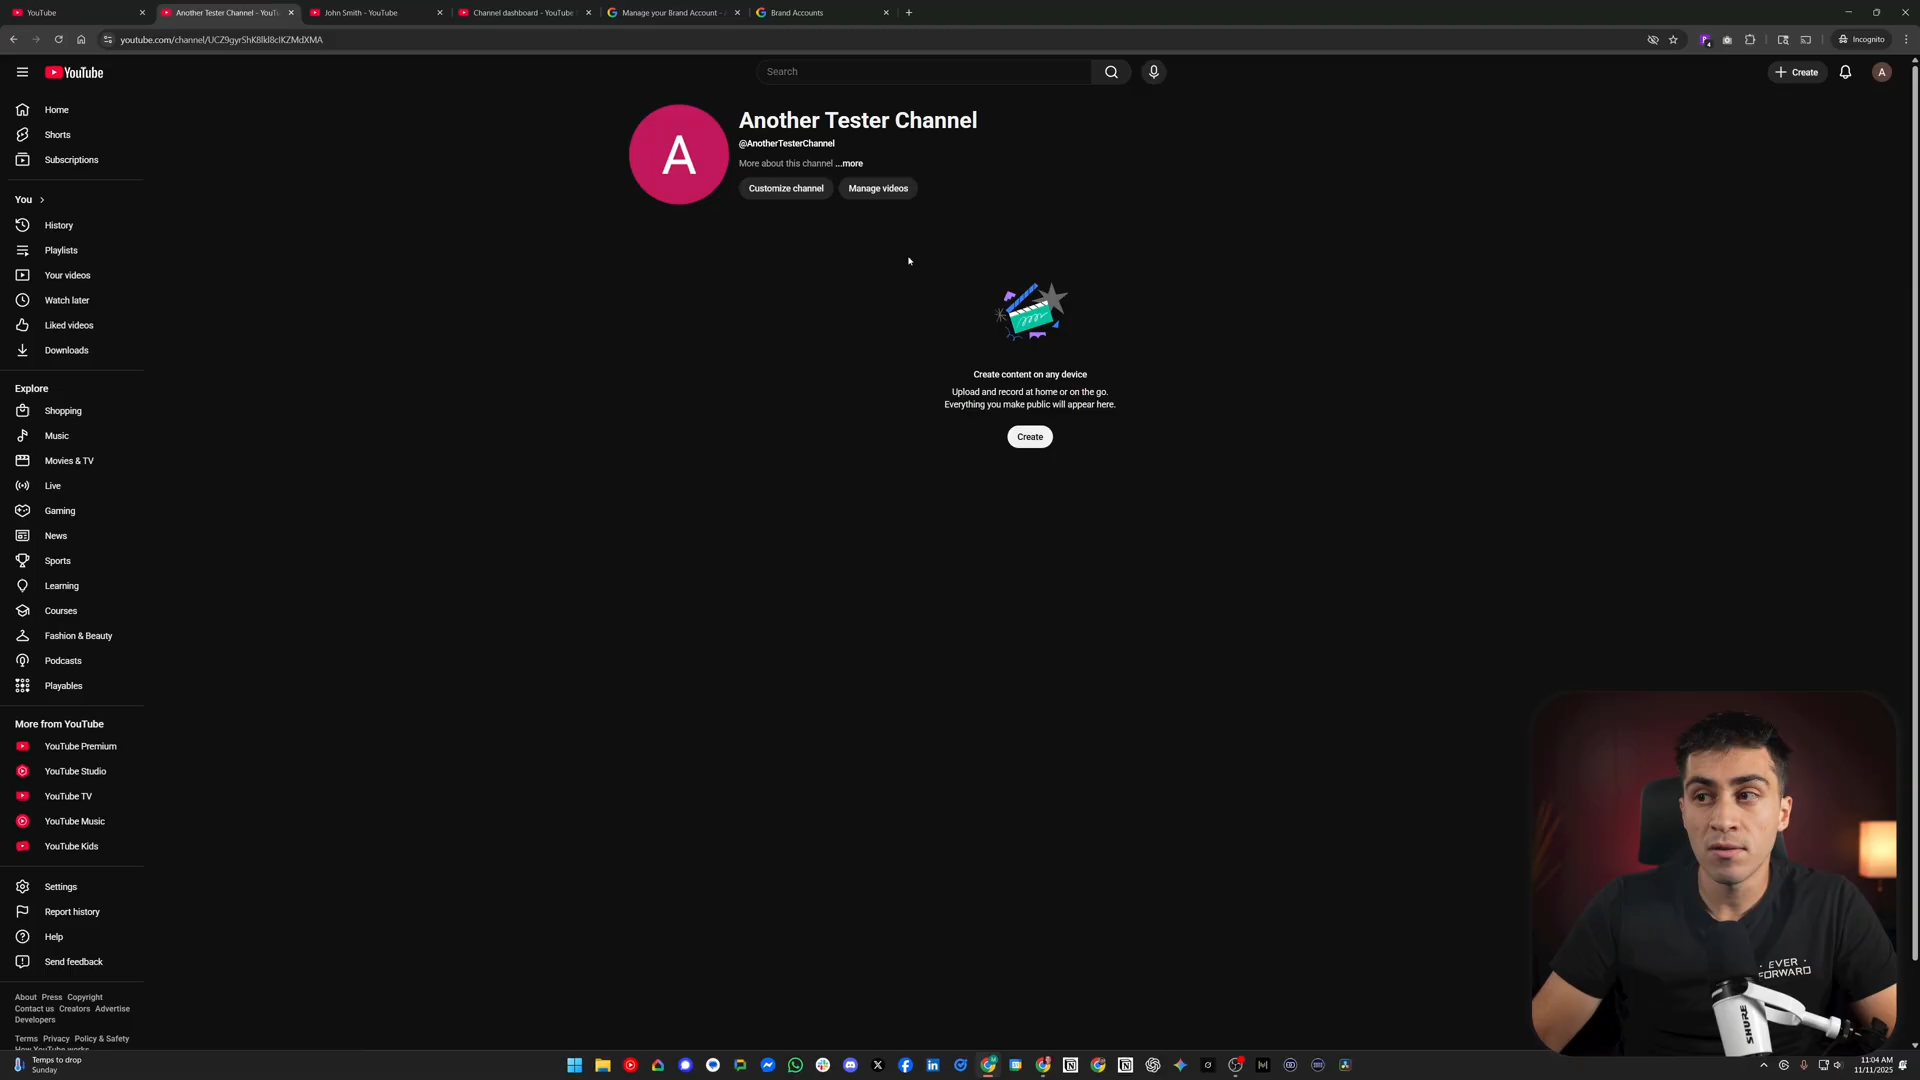 YouTube
Another Tester Channel - YouTu
John Smith - YouTube
Channel dashboard - YouTube
Manage your Brand Account -
Brand Accounts
Incognito
YouTube
Search
Create
A
Home
Shorts
Subscriptions
You
History
Playlists
Your videos
Watch later
Liked videos
Downloads
Explore
Shopping
Music
Movies & TV
Live
Gaming
News
Sports
Learning
Courses
Fashion & Beauty
Podcasts
Playables
More from YouTube
YouTube Premium
YouTube Studio
YouTube TV
YouTube Music
YouTube Kids
Settings
Report history
Help
Send feedback
About Press Copyright
Contact us Creators Advertise
Developers
Terms Privacy Policy & Safety
How YouTube works
A
Another Tester Channel
@AnotherTesterChannel
More about this channel ...more
Customize channel
Manage videos
Create content on any device
Upload and record at home or on the go.
Everything you make public will appear here.
Create
EVER
FORWARD
SHURE
Temps to drop
Sunday
11:04 AM
11/11/2025